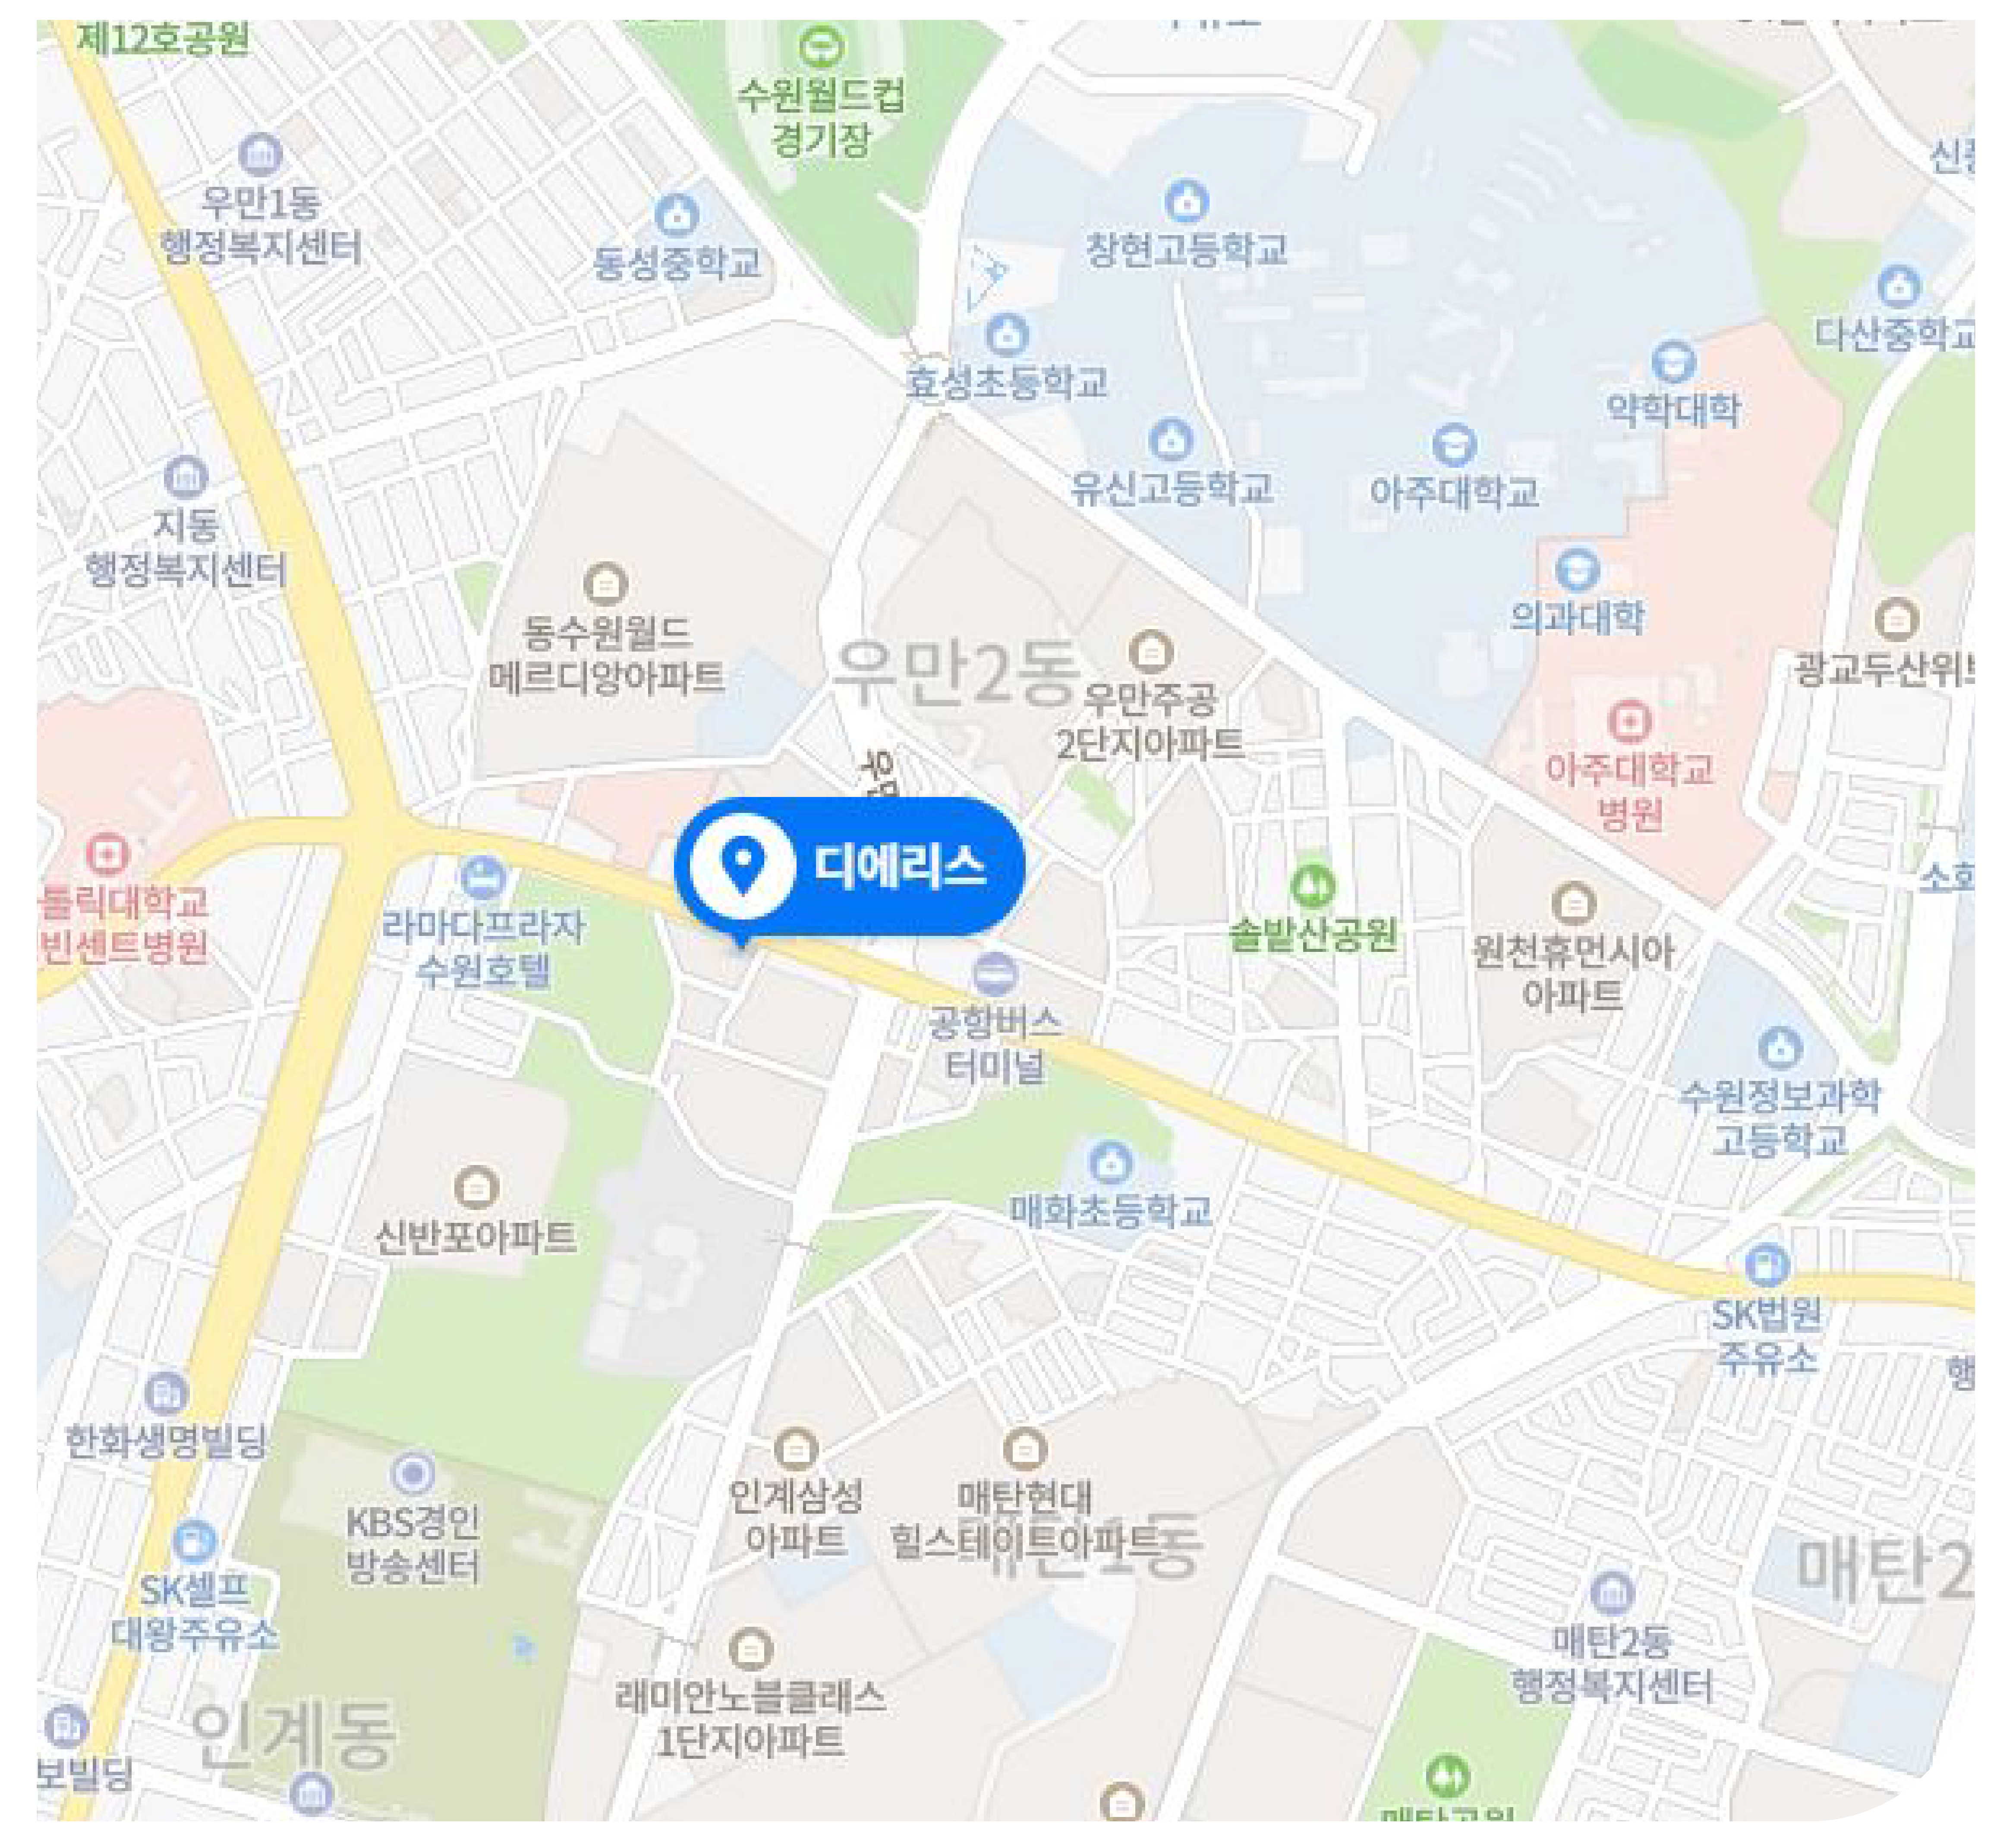 제12호공원
수원월드컵
경기장
우만1동
행정복지센터
동성중학교
창현고등학교
다산중학교
효성초등학교
약학대학
유신고등학교
아주대학교
지동
행정복지센터
의과대학
동수원월드
메르디앙아파트
우만2동
우만주공
2단지아파트
광교두산위브
아주대학교
병원
디에리스
톨릭대학교
빈센트병원
라마다프라자
수원호텔
솔밭산공원
원천휴먼시아
아파트
공항버스
터미널
수원정보과학
고등학교
매화초등학교
신반포아파트
SK법원
주유소
한화생명빌딩
KBS경인
방송센터
인계삼성
아파트
매탄현대
힐스테이트아파트
매탄1동
매탄2
SK셀프
대왕주유소
매탄2동
행정복지센터
래미안노블클래스
1단지아파트
인계동
보빌딩
매탄공원